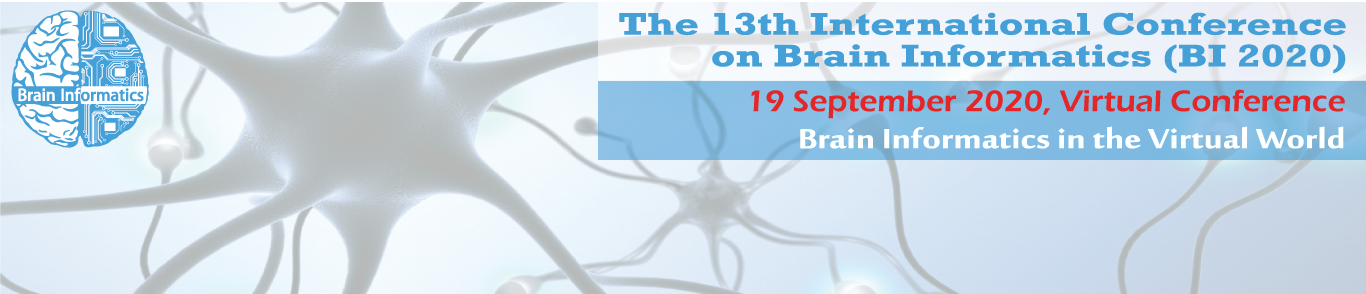 Brain Informatics
The 13th International Conference
on Brain Informatics (BI 2020)
19 September 2020, Virtual Conference
Brain Informatics in the Virtual World